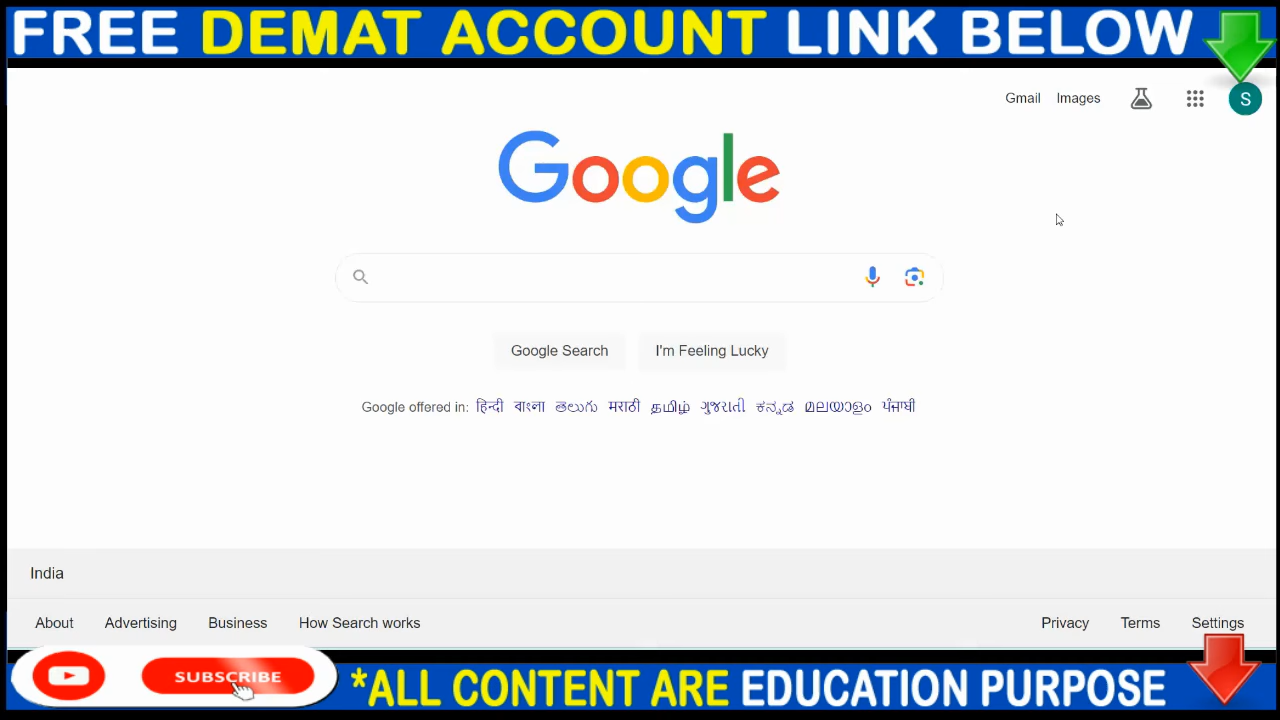 FREE DEMAT ACCOUNT LINK BELOW
Gmail Images S
Google
Google Search I'm Feeling Lucky
Google offered in: हिन्दी বাংলা తెలుగు मराठी தமிழ் ગુજરાતી ಕನ್ನಡ മലയാളം ਪੰਜਾਬੀ
India
About Advertising Business How Search works Privacy Terms Settings
SUBSCRIBE *ALL CONTENT ARE EDUCATION PURPOSE